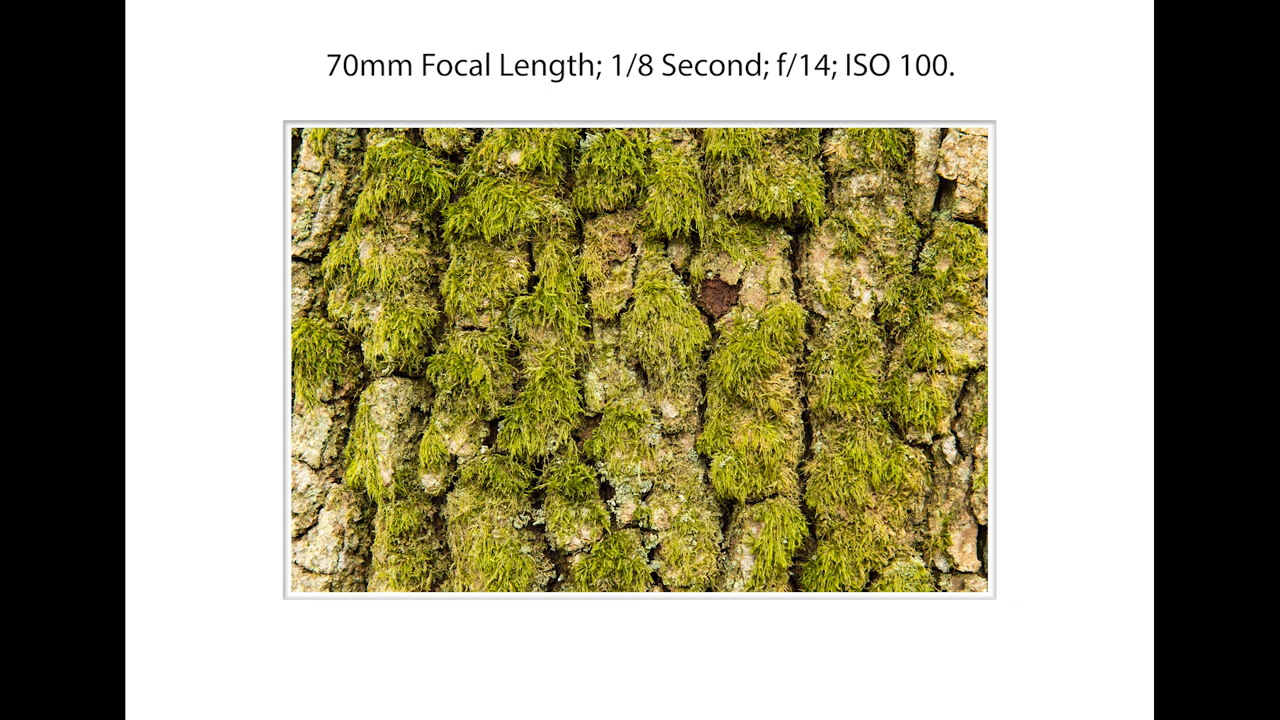 70mm Focal Length; 1/8 Second; f/14; ISO 100.